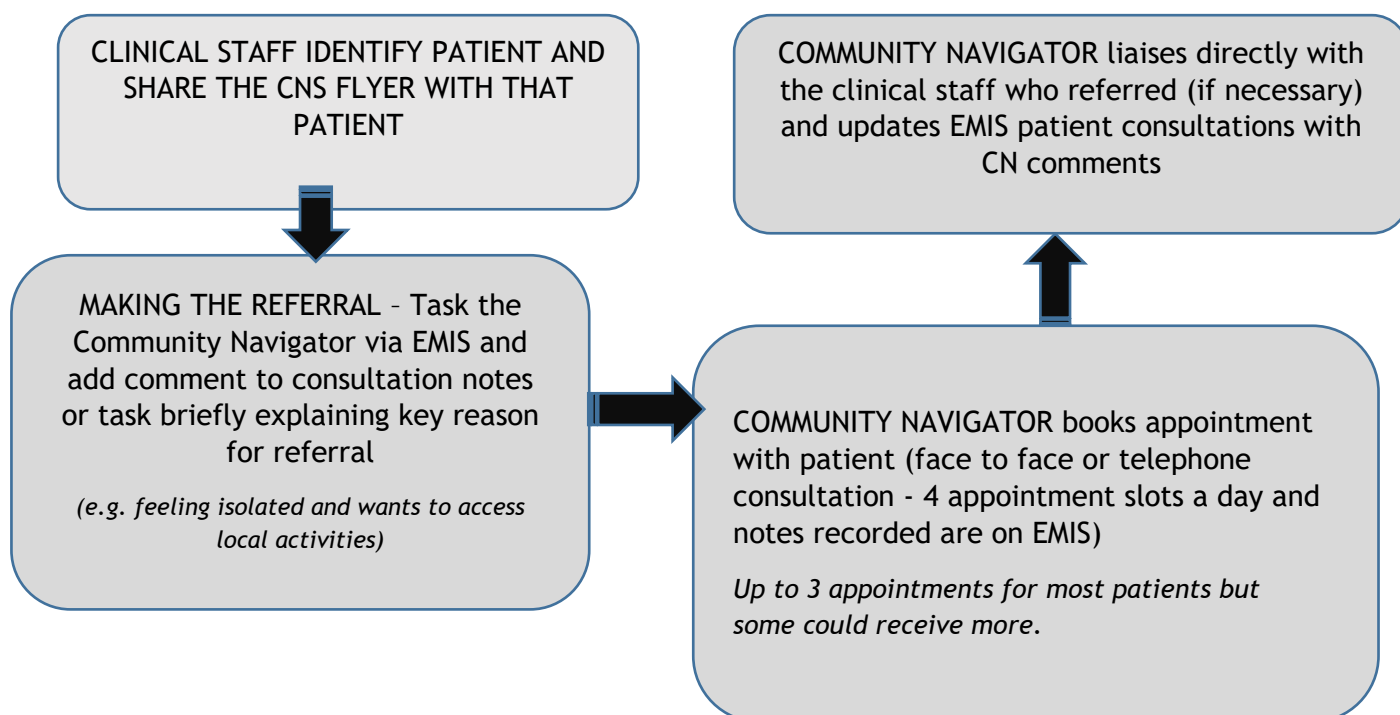 CLINICAL STAFF IDENTIFY PATIENT AND
SHARE THE CNS FLYER WITH THAT
PATIENT
MAKING THE REFERRAL – Task the
Community Navigator via EMIS and
add comment to consultation notes
or task briefly explaining key reason
for referral
(e.g. feeling isolated and wants to access
local activities)
COMMUNITY NAVIGATOR books appointment
with patient (face to face or telephone
consultation - 4 appointment slots a day and
notes recorded are on EMIS)
Up to 3 appointments for most patients but
some could receive more.
COMMUNITY NAVIGATOR liaises directly with
the clinical staff who referred (if necessary)
and updates EMIS patient consultations with
CN comments